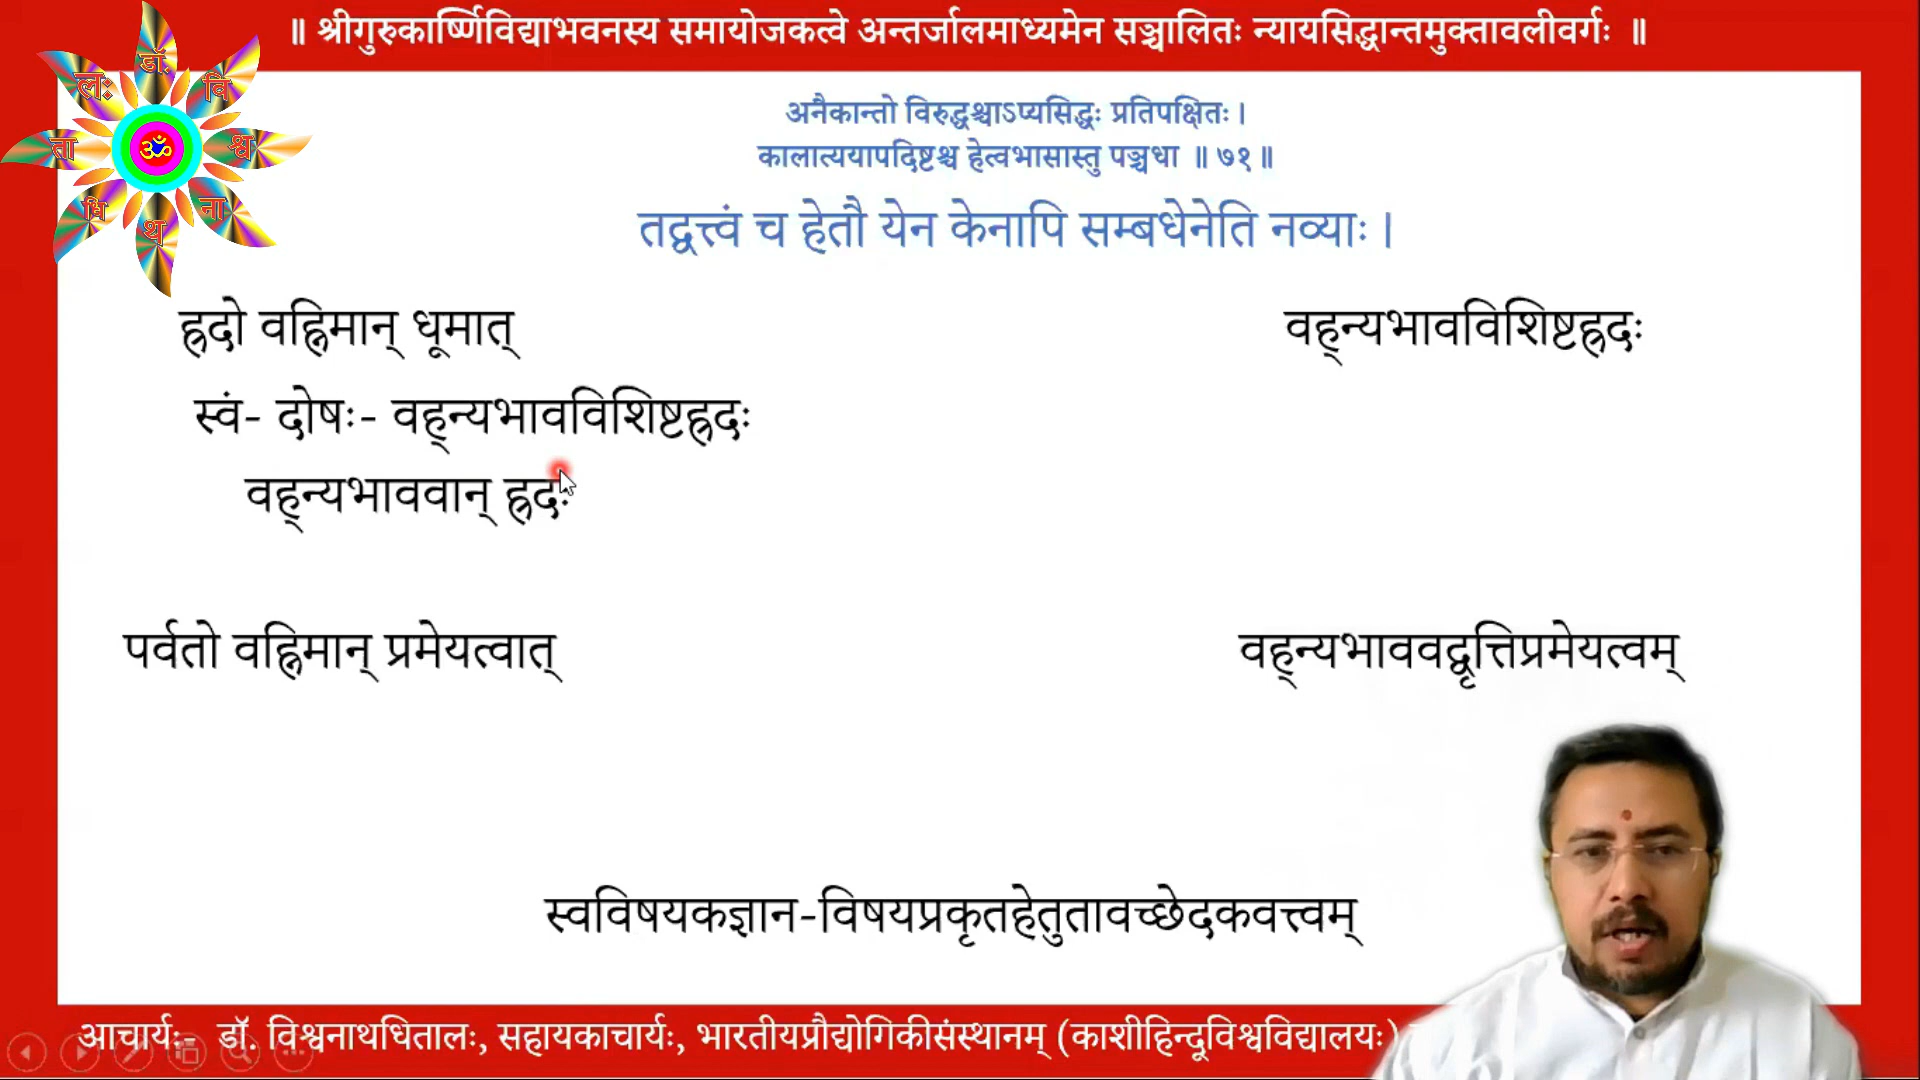 ॥ श्रीगुरुकार्ष्णिविद्याभवनस्य समायोजकत्वे अन्तर्जालमाध्यमेन सञ्चालितः न्यायसिद्धान्तमुक्तावलीवर्गः ॥
डॉ. वि श्व ना थ धि ता लः
ॐ
अनैकान्तो विरुद्धश्चाऽप्यसिद्धः प्रतिपक्षितः।
कालात्ययापदिष्टश्च हेत्वभासास्तु पञ्चधा ॥७१॥
तद्वत्त्वं च हेतौ येन केनापि सम्बधेनेति नव्याः।
ह्रदो वह्निमान् धूमात्
वह्न्यभावविशिष्टह्रदः
स्वं- दोषः- वह्न्यभावविशिष्टह्रदः
वह्न्यभाववान् ह्रदः
पर्वतो वह्निमान् प्रमेयत्वात्
वह्न्यभाववद्वृत्तिप्रमेयत्वम्
स्वविषयकज्ञान-विषयप्रकृतहेतुतावच्छेदकवत्त्वम्
आचार्यः- डॉ. विश्वनाथधितालः, सहायकाचार्यः, भारतीयप्रौद्योगिकीसंस्थानम् (काशीहिन्दूविश्वविद्यालयः)